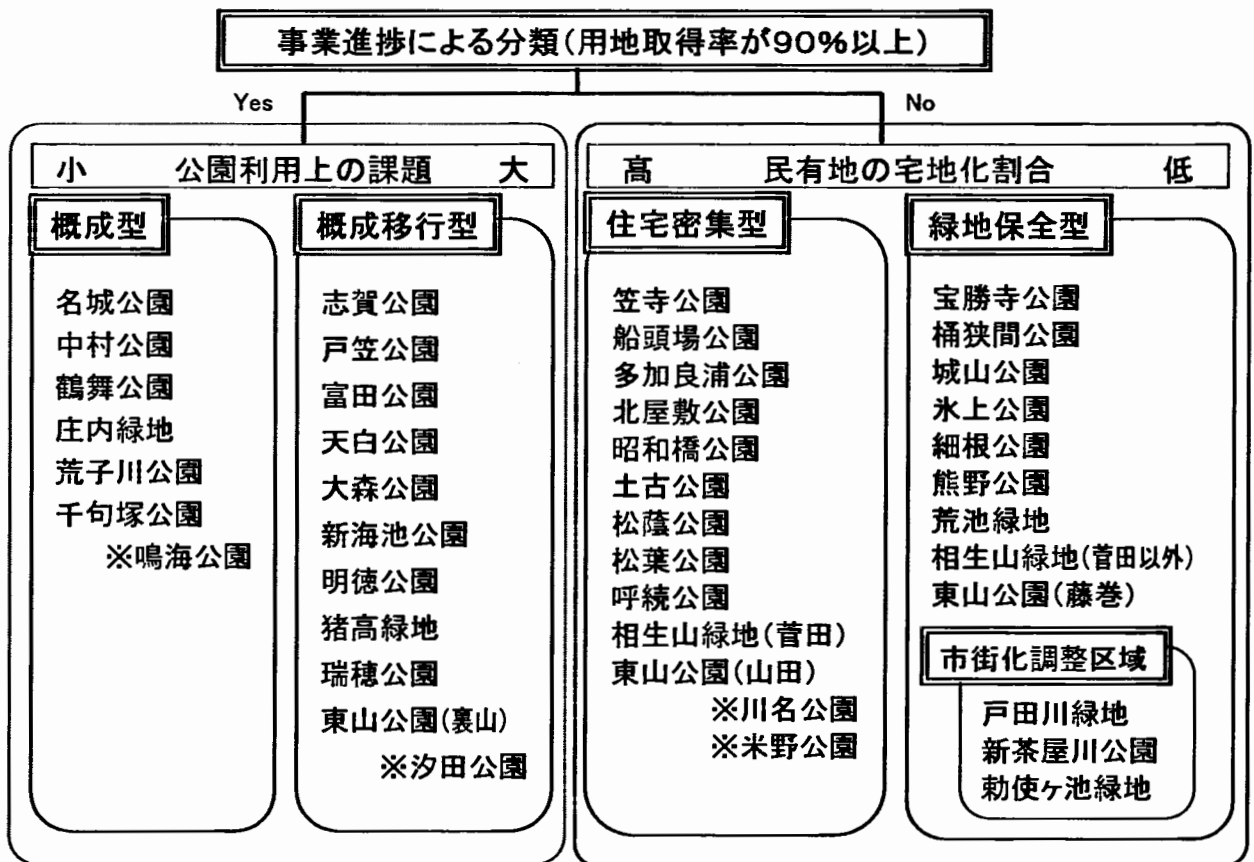 事業進捗による分類(用地取得率が90%以上)
Yes
No
小 公園利用上の課題 大
概成型
名城公園
中村公園
鶴舞公園
庄内緑地
荒子川公園
千句塚公園
※鳴海公園
概成移行型
志賀公園
戸笠公園
富田公園
天白公園
大森公園
新海池公園
明徳公園
猪高緑地
瑞穂公園
東山公園(裏山)
※汐田公園
高 民有地の宅地化割合 低
住宅密集型
笠寺公園
船頭場公園
多加良浦公園
北屋敷公園
昭和橋公園
土古公園
松蔭公園
松葉公園
呼続公園
相生山緑地(菅田)
東山公園(山田)
※川名公園
※米野公園
緑地保全型
宝勝寺公園
桶狭間公園
城山公園
氷上公園
細根公園
熊野公園
荒池緑地
相生山緑地(菅田以外)
東山公園(藤巻)
市街化調整区域
戸田川緑地
新茶屋川公園
勅使ヶ池緑地